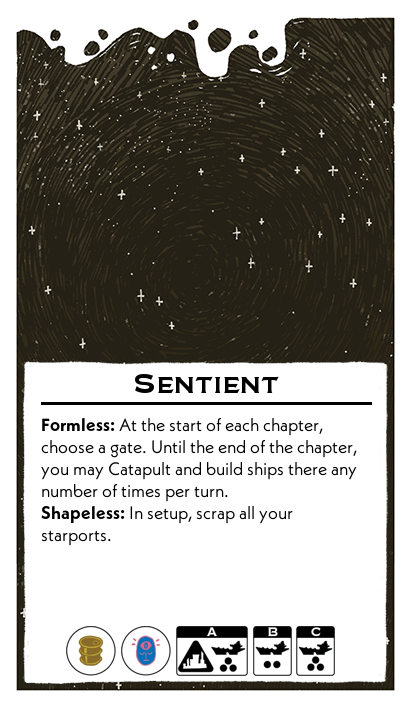 SENTIENT
Formless: At the start of each chapter,
choose a gate. Until the end of the chapter,
you may Catapult and build ships there any
number of times per turn.
Shapeless: In setup, scrap all your
starports.
A B C